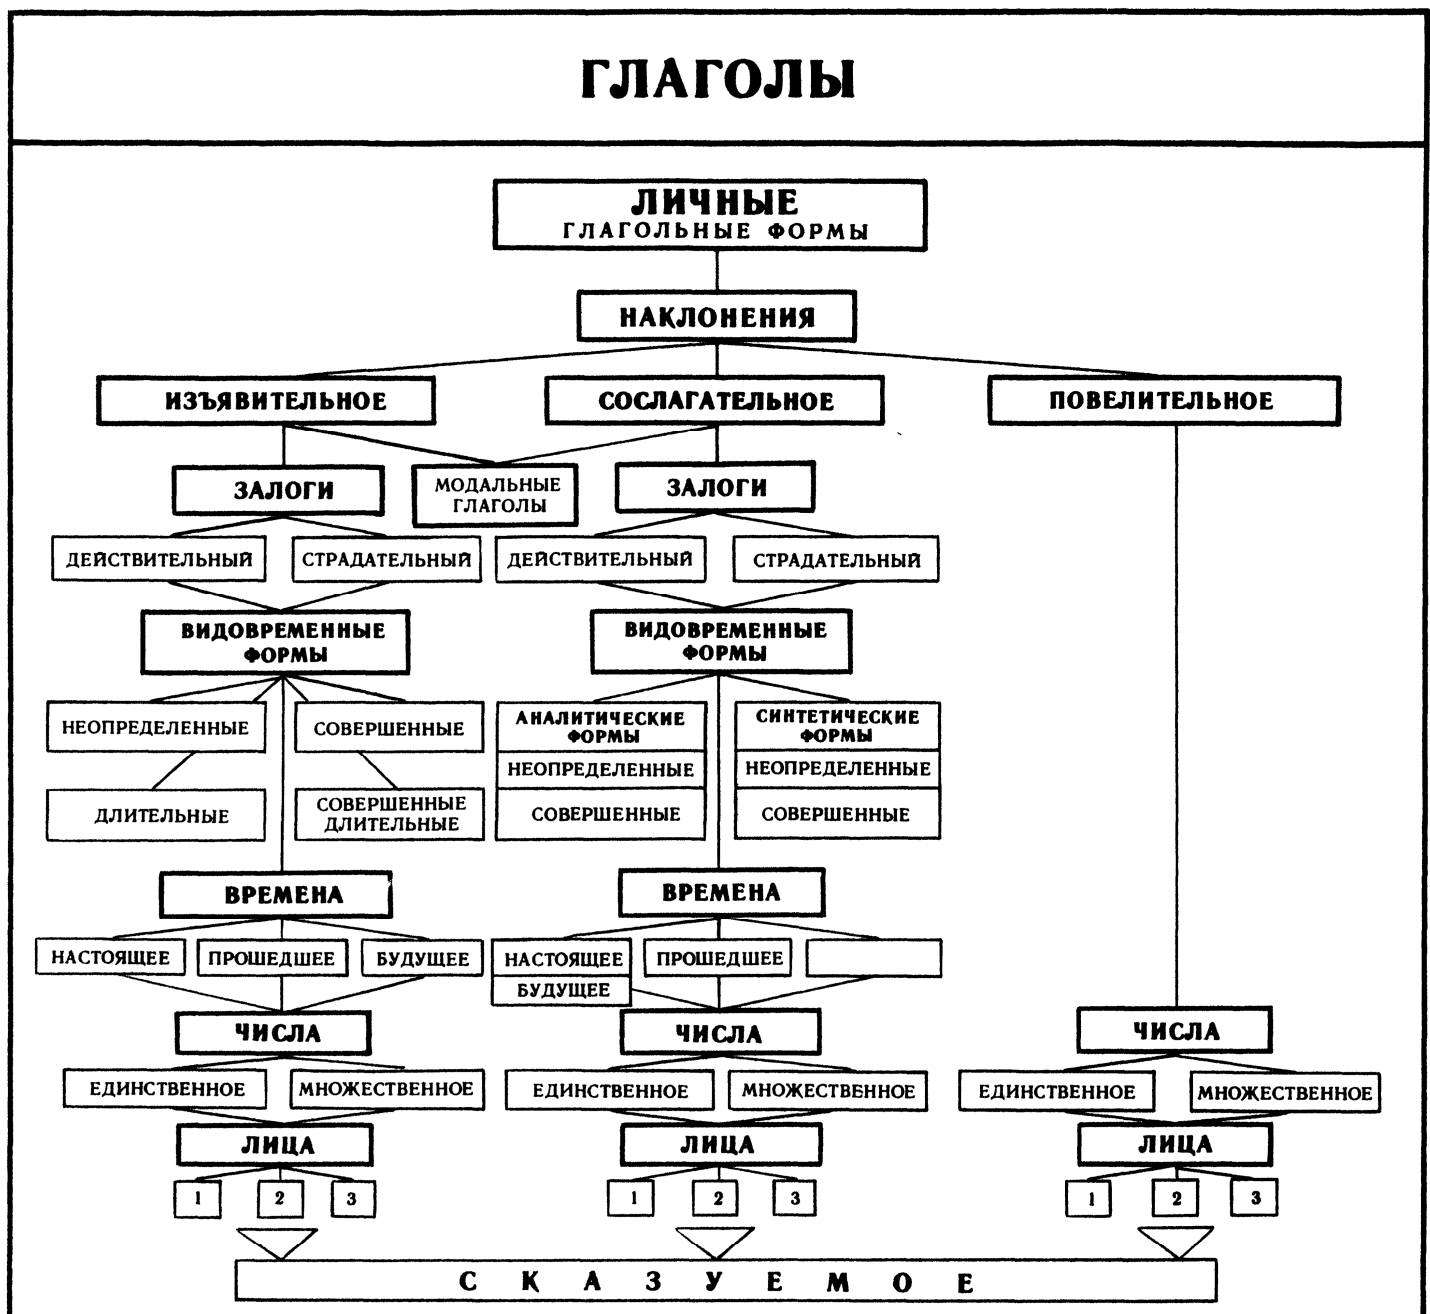 ГЛАГОЛЫ
ЛИЧНЫЕ
ГЛАГОЛЬНЫЕ ФОРМЫ
НАКЛОНЕНИЯ
ИЗЪЯВИТЕЛЬНОЕ
СОСЛАГАТЕЛЬНОЕ
ПОВЕЛИТЕЛЬНОЕ
ЗАЛОГИ
МОДАЛЬНЫЕ
ГЛАГОЛЫ
ЗАЛОГИ
ДЕЙСТВИТЕЛЬНЫЙ
СТРАДАТЕЛЬНЫЙ
ДЕЙСТВИТЕЛЬНЫЙ
СТРАДАТЕЛЬНЫЙ
ВИДОВРЕМЕННЫЕ
ФОРМЫ
ВИДОВРЕМЕННЫЕ
ФОРМЫ
НЕОПРЕДЕЛЕННЫЕ
СОВЕРШЕННЫЕ
АНАЛИТИЧЕСКИЕ
ФОРМЫ
СИНТЕТИЧЕСКИЕ
ФОРМЫ
НЕОПРЕДЕЛЕННЫЕ
НЕОПРЕДЕЛЕННЫЕ
ДЛИТЕЛЬНЫЕ
СОВЕРШЕННЫЕ
ДЛИТЕЛЬНЫЕ
СОВЕРШЕННЫЕ
СОВЕРШЕННЫЕ
ВРЕМЕНА
ВРЕМЕНА
НАСТОЯЩЕЕ
ПРОШЕДШЕЕ
БУДУЩЕЕ
НАСТОЯЩЕЕ
ПРОШЕДШЕЕ
БУДУЩЕЕ
ЧИСЛА
ЧИСЛА
ЧИСЛА
ЕДИНСТВЕННОЕ
МНОЖЕСТВЕННОЕ
ЕДИНСТВЕННОЕ
МНОЖЕСТВЕННОЕ
ЕДИНСТВЕННОЕ
МНОЖЕСТВЕННОЕ
ЛИЦА
ЛИЦА
ЛИЦА
1
2
3
1
2
3
1
2
3
СКАЗУЕМОЕ